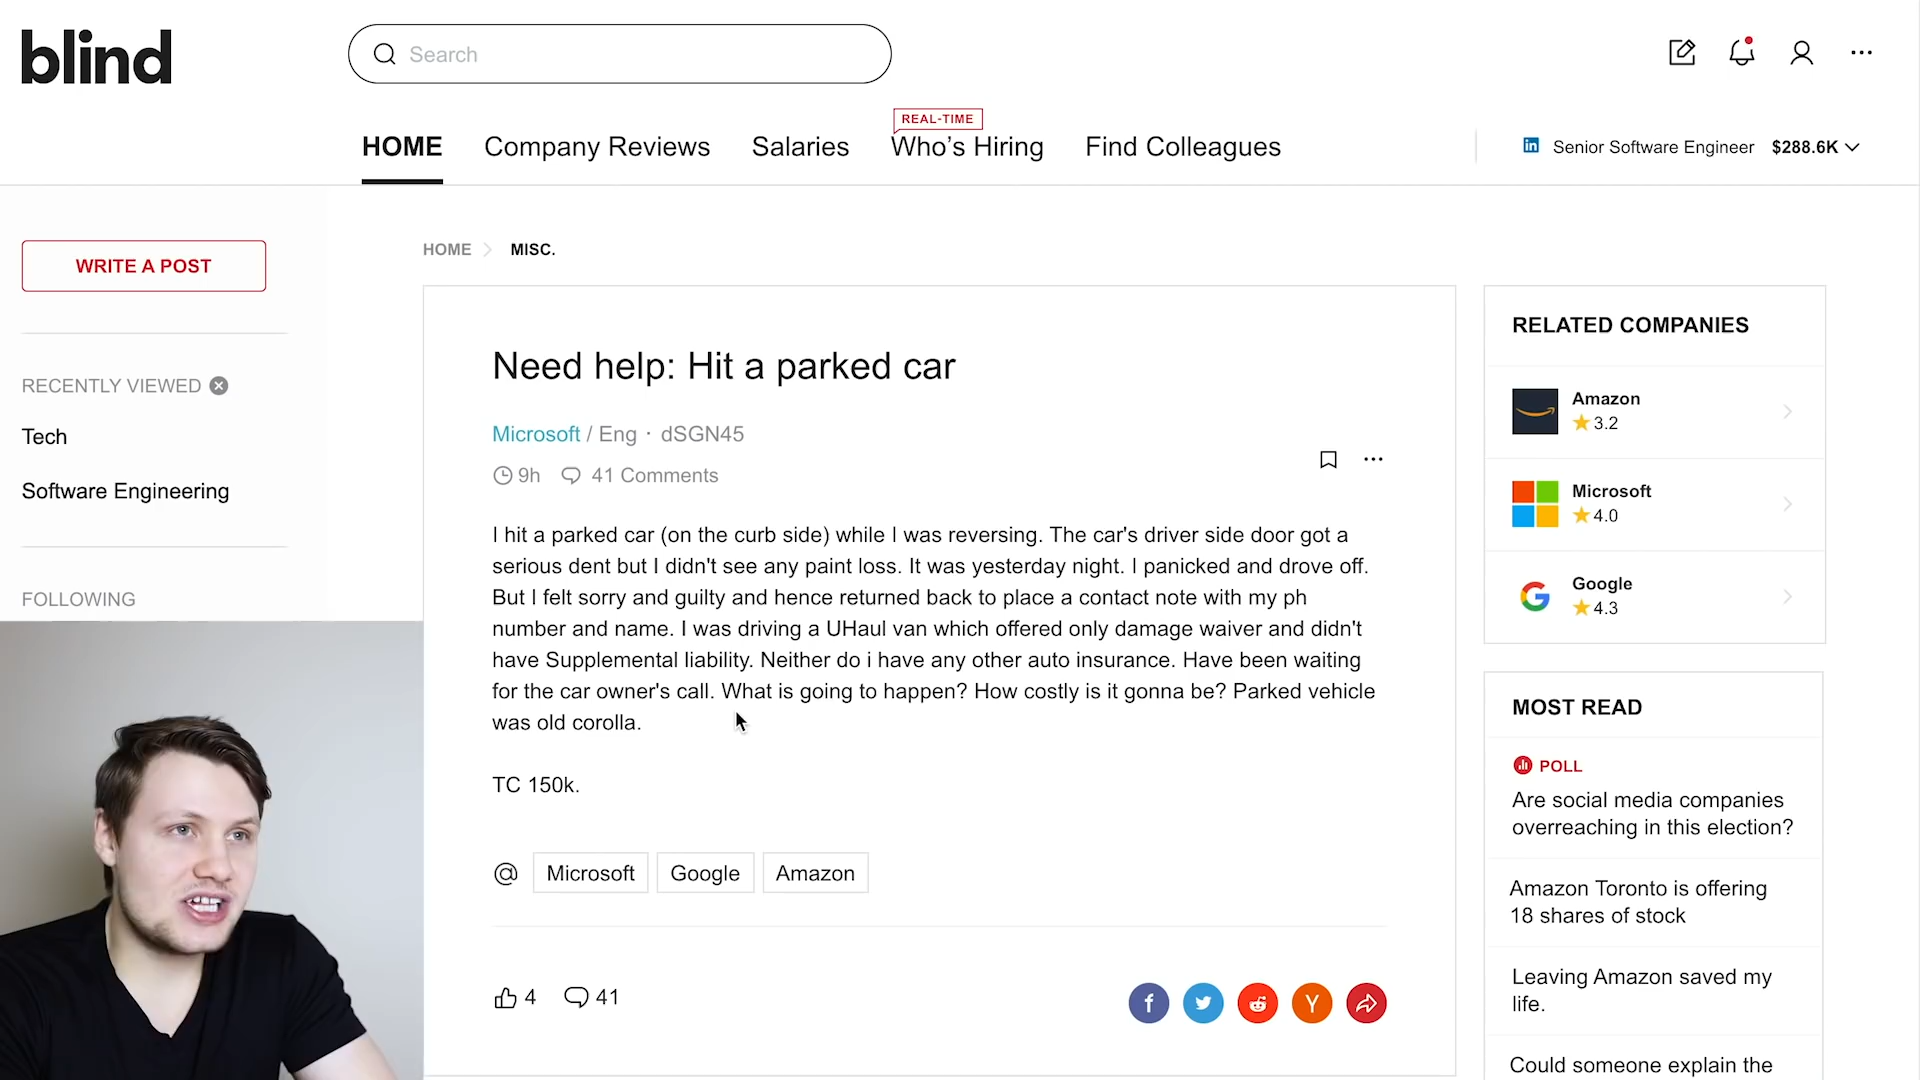 blind
Search
REAL-TIME
HOME
Company Reviews
Salaries
Who's Hiring
Find Colleagues
in
Senior Software Engineer
$288.6K
WRITE A POST
RECENTLY VIEWED
Tech
Software Engineering
FOLLOWING
HOME
MISC.
Need help: Hit a parked car
Microsoft / Eng · dSGN45
9h
41 Comments
I hit a parked car (on the curb side) while I was reversing. The car's driver side door got a
serious dent but I didn't see any paint loss. It was yesterday night. I panicked and drove off.
But I felt sorry and guilty and hence returned back to place a contact note with my ph
number and name. I was driving a UHaul van which offered only damage waiver and didn't
have Supplemental liability. Neither do i have any other auto insurance. Have been waiting
for the car owner's call. What is going to happen? How costly is it gonna be? Parked vehicle
was old corolla.
TC 150k.
@
Microsoft
Google
Amazon
4
41
f
Y
RELATED COMPANIES
Amazon
3.2
Microsoft
4.0
G
Google
4.3
MOST READ
POLL
Are social media companies
overreaching in this election?
Amazon Toronto is offering
18 shares of stock
Leaving Amazon saved my
life.
Could someone explain the